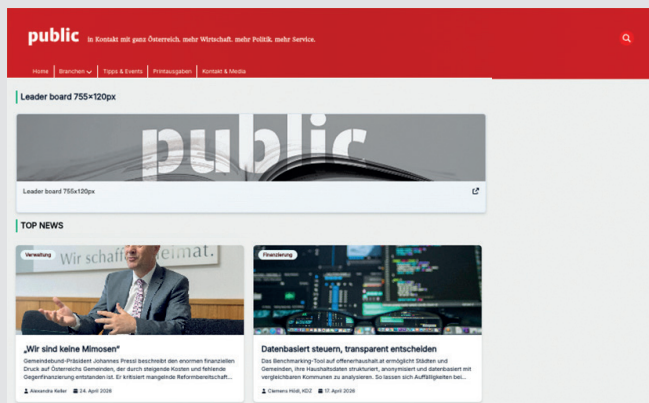 public in Kontakt mit ganz Österreich. mehr Wirtschaft. mehr Politik. mehr Service.
Home Branchen Tipps & Events Printausgaben Kontakt & Media
Leader board 755x120px
public
Leader board 755x120px
TOP NEWS
Verwaltung Wir schaffen Heimat.
Finanzierung
„Wir sind keine Mimosen“
Gemeindebund-Präsident Johannes Pressl beschreibt den enormen finanziellen
Druck auf Österreichs Gemeinden, der durch steigende Kosten und fehlende
Gegenfinanzierung entstanden ist. Er kritisiert mangelnde Reformbereitschaft...
Alexandra Keller 24. April 2026
Datenbasiert steuern, transparent entscheiden
Das Benchmarking-Tool auf offenerhaushalt.at ermöglicht Städten und
Gemeinden, ihre Haushaltsdaten strukturiert, anonymisiert und datenbasiert mit
vergleichbaren Kommunen zu analysieren. So lassen sich Auffälligkeiten bei...
Clemens Hödl, KDZ 17. April 2026